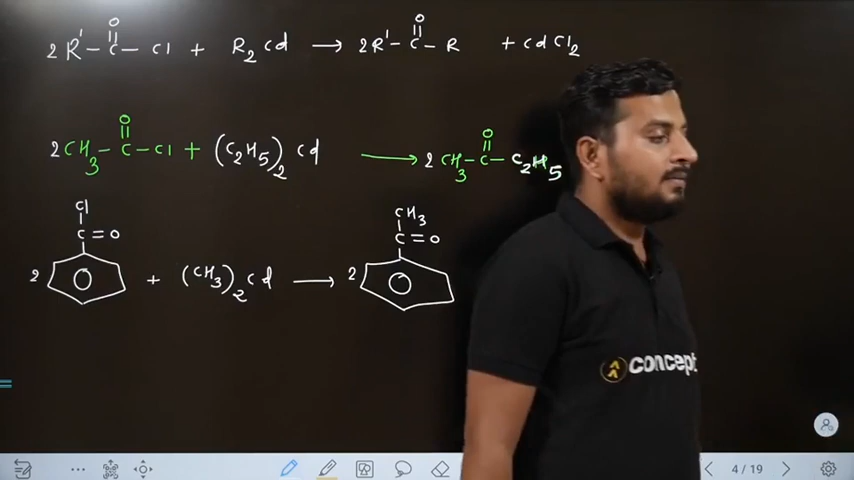 2 R'-C(=O)-Cl + R₂Cd → 2R'-C(=O)-R + CdCl₂
2CH₃-C(=O)-Cl + (C₂H₅)₂Cd → 2CH₃-C(=O)-C₂H₅
Cl
C=O
2 + (CH₃)₂Cd → 2
CH₃
C=O
concept
4/19